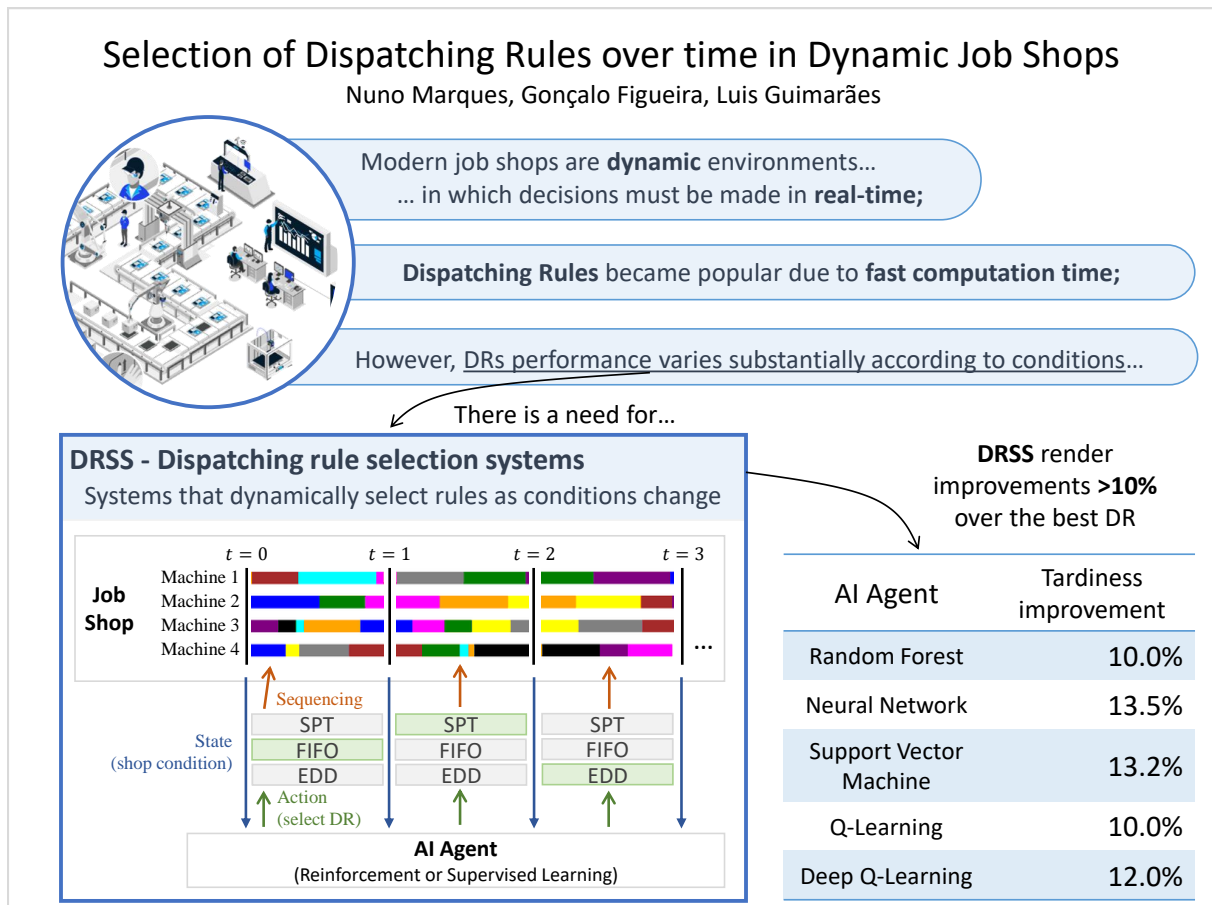 Selection of Dispatching Rules over time in Dynamic Job Shops
Nuno Marques, Gonçalo Figueira, Luis Guimarães
Modern job shops are dynamic environments…
… in which decisions must be made in real-time;
Dispatching Rules became popular due to fast computation time;
However, DRs performance varies substantially according to conditions…
There is a need for…
DRSS - Dispatching rule selection systems
Systems that dynamically select rules as conditions change
t = 0 t = 1 t = 2 t = 3
Job
Shop
Machine 1
Machine 2
Machine 3
Machine 4
...
Sequencing
State
(shop condition)
SPT SPT SPT
FIFO FIFO FIFO
EDD EDD EDD
Action
(select DR)
AI Agent
(Reinforcement or Supervised Learning)
DRSS render
improvements >10%
over the best DR
AI Agent
Tardiness
improvement
Random Forest 10.0%
Neural Network 13.5%
Support Vector
Machine 13.2%
Q-Learning 10.0%
Deep Q-Learning 12.0%